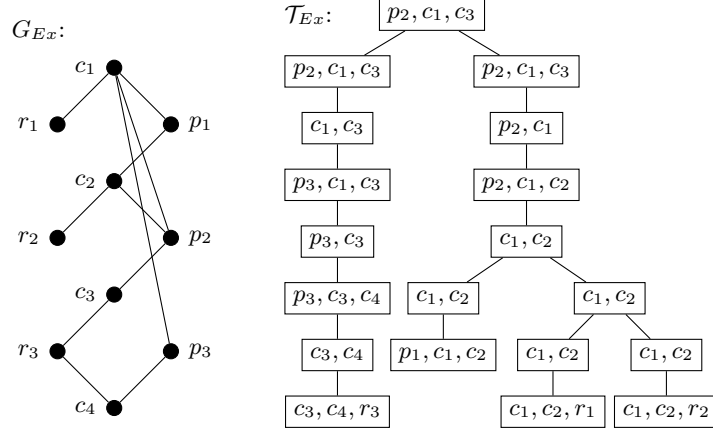 G_{Ex}:
c_1
r_1
p_1
c_2
r_2
p_2
c_3
r_3
p_3
c_4
\mathcal{T}_{Ex}:
p_2, c_1, c_3
p_2, c_1, c_3
p_2, c_1, c_3
c_1, c_3
p_2, c_1
p_3, c_1, c_3
p_2, c_1, c_2
p_3, c_3
c_1, c_2
p_3, c_3, c_4
c_1, c_2
c_1, c_2
c_3, c_4
p_1, c_1, c_2
c_1, c_2
c_1, c_2
c_3, c_4, r_3
c_1, c_2, r_1
c_1, c_2, r_2